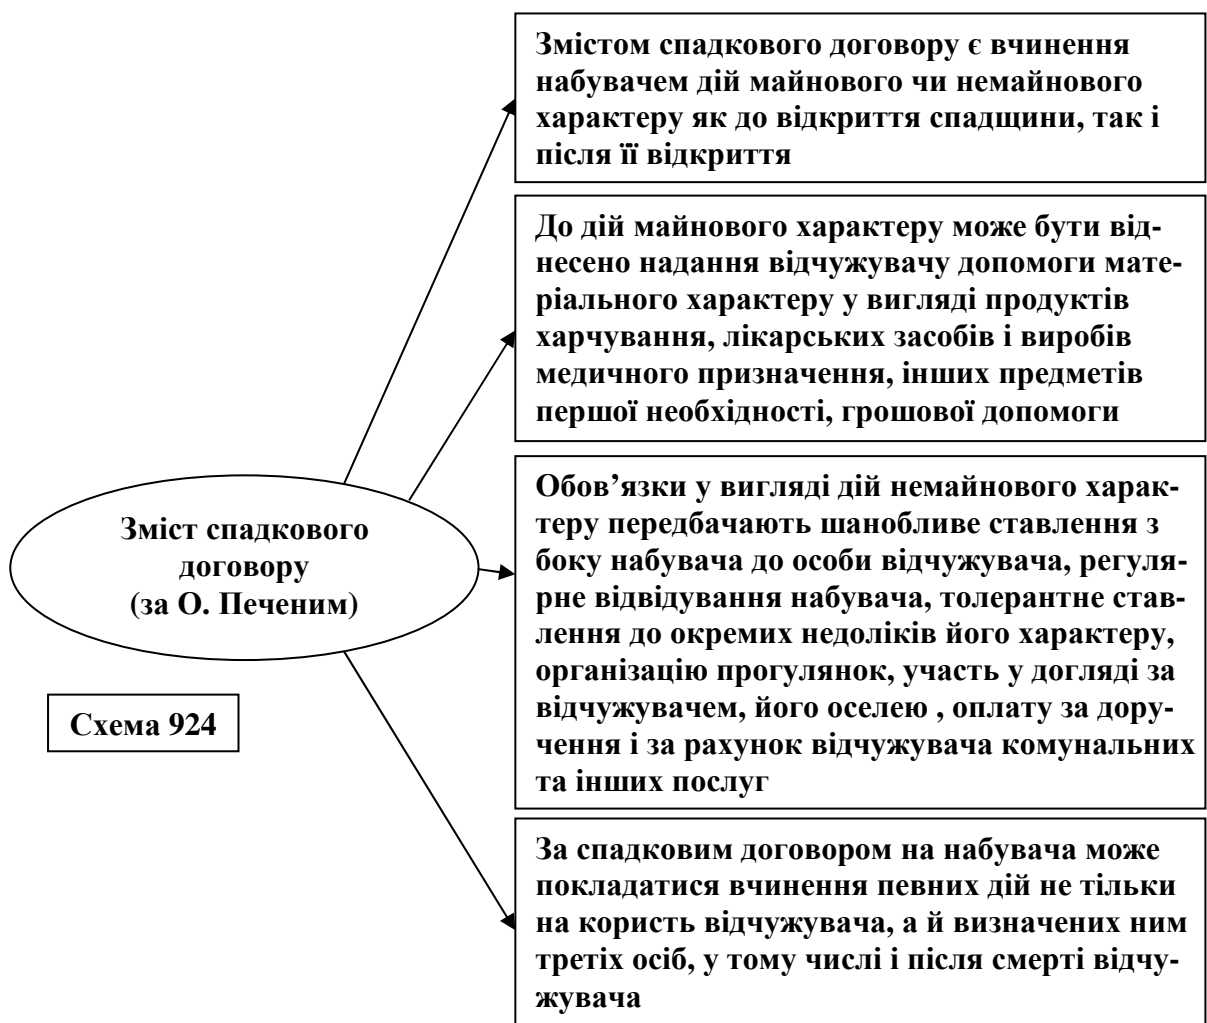 Змістом спадкового договору є вчинення
набувачем дій майнового чи немайнового
характеру як до відкриття спадщини, так і
після її відкриття
До дій майнового характеру може бути від-
несено надання відчужувачу допомоги мате-
ріального характеру у вигляді продуктів
харчування, лікарських засобів і виробів
медичного призначення, інших предметів
першої необхідності, грошової допомоги
Зміст спадкового
договору
(за О. Печеним)
Обов’язки у вигляді дій немайнового харак-
теру передбачають шанобливе ставлення з
боку набувача до особи відчужувача, регуля-
рне відвідування набувача, толерантне став-
лення до окремих недоліків його характеру,
організацію прогулянок, участь у догляді за
відчужувачем, його оселею , оплату за дору-
чення і за рахунок відчужувача комунальних
та інших послуг
Схема 924
За спадковим договором на набувача може
покладатися вчинення певних дій не тільки
на користь відчужувача, а й визначених ним
третіх осіб, у тому числі і після смерті відчу-
жувача